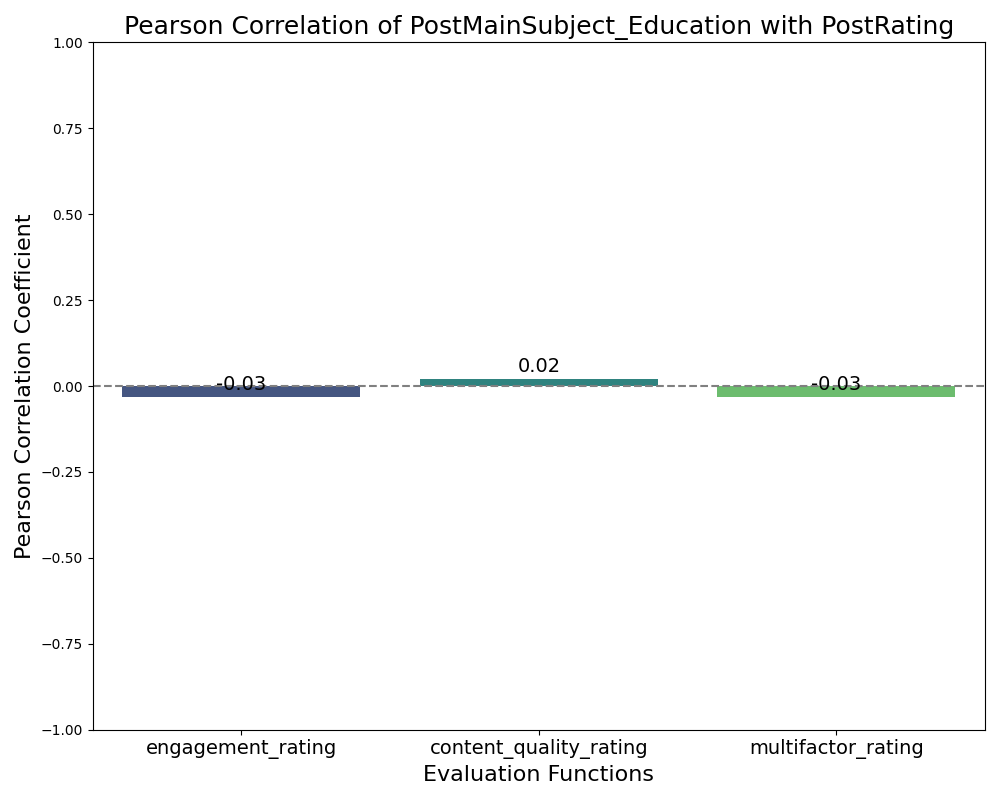 Pearson Correlation of PostMainSubject_Education with PostRating
1.00
0.75
0.50
0.25
0.00
−0.25
−0.50
−0.75
−1.00
Pearson Correlation Coefficient
-0.03
0.02
-0.03
engagement_rating
content_quality_rating
multifactor_rating
Evaluation Functions